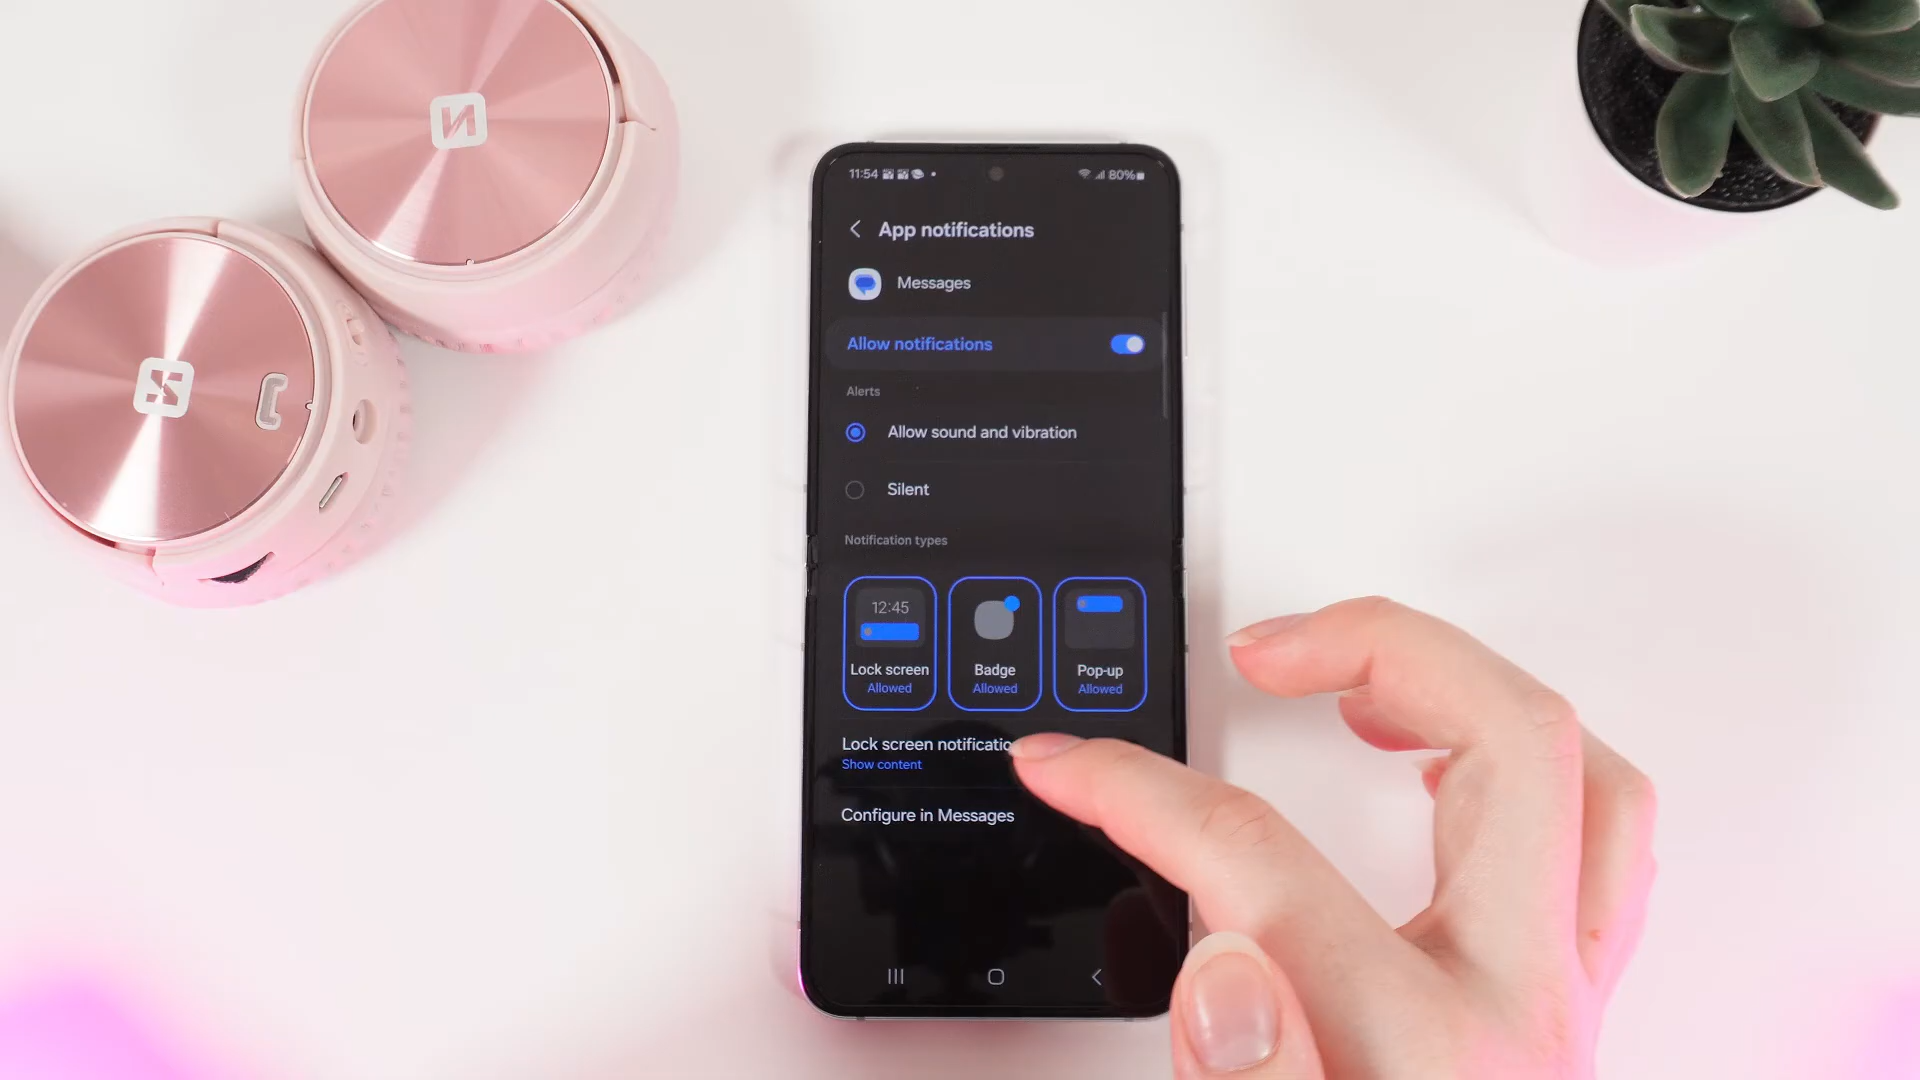 11:54
80%
App notifications
Messages
Allow notifications
Alerts
Allow sound and vibration
Silent
Notification types
12:45
Lock screen
Allowed
Badge
Allowed
Pop-up
Allowed
Lock screen notificatio
Show content
Configure in Messages